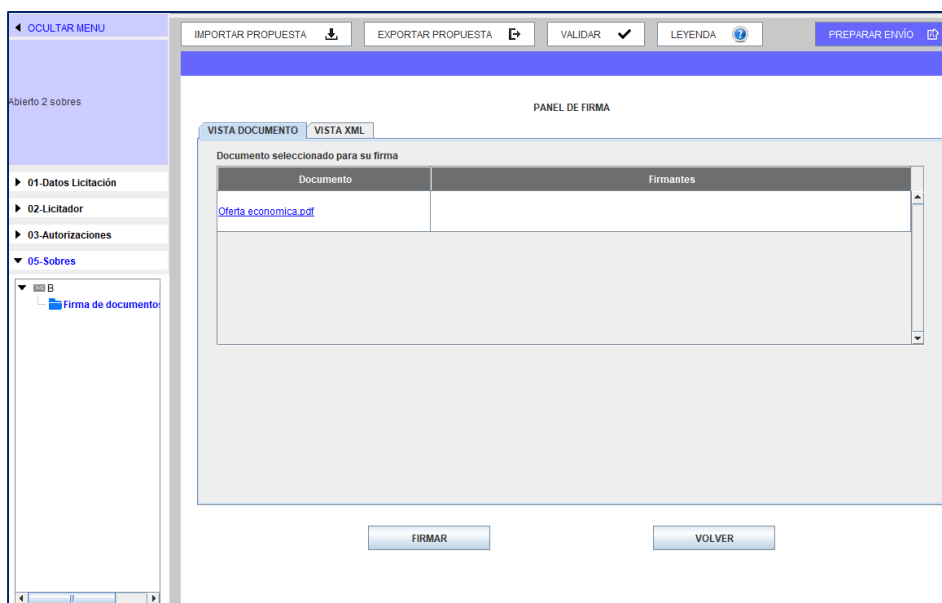 OCULTAR MENU
IMPORTAR PROPUESTA
EXPORTAR PROPUESTA
VALIDAR
LEYENDA
PREPARAR ENVÍO
Abierto 2 sobres
PANEL DE FIRMA
VISTA DOCUMENTO
VISTA XML
Documento seleccionado para su firma
Documento
Firmantes
Oferta economica.pdf
01-Datos Licitación
02-Licitador
03-Autorizaciones
05-Sobres
B
Firma de documentos
FIRMAR
VOLVER